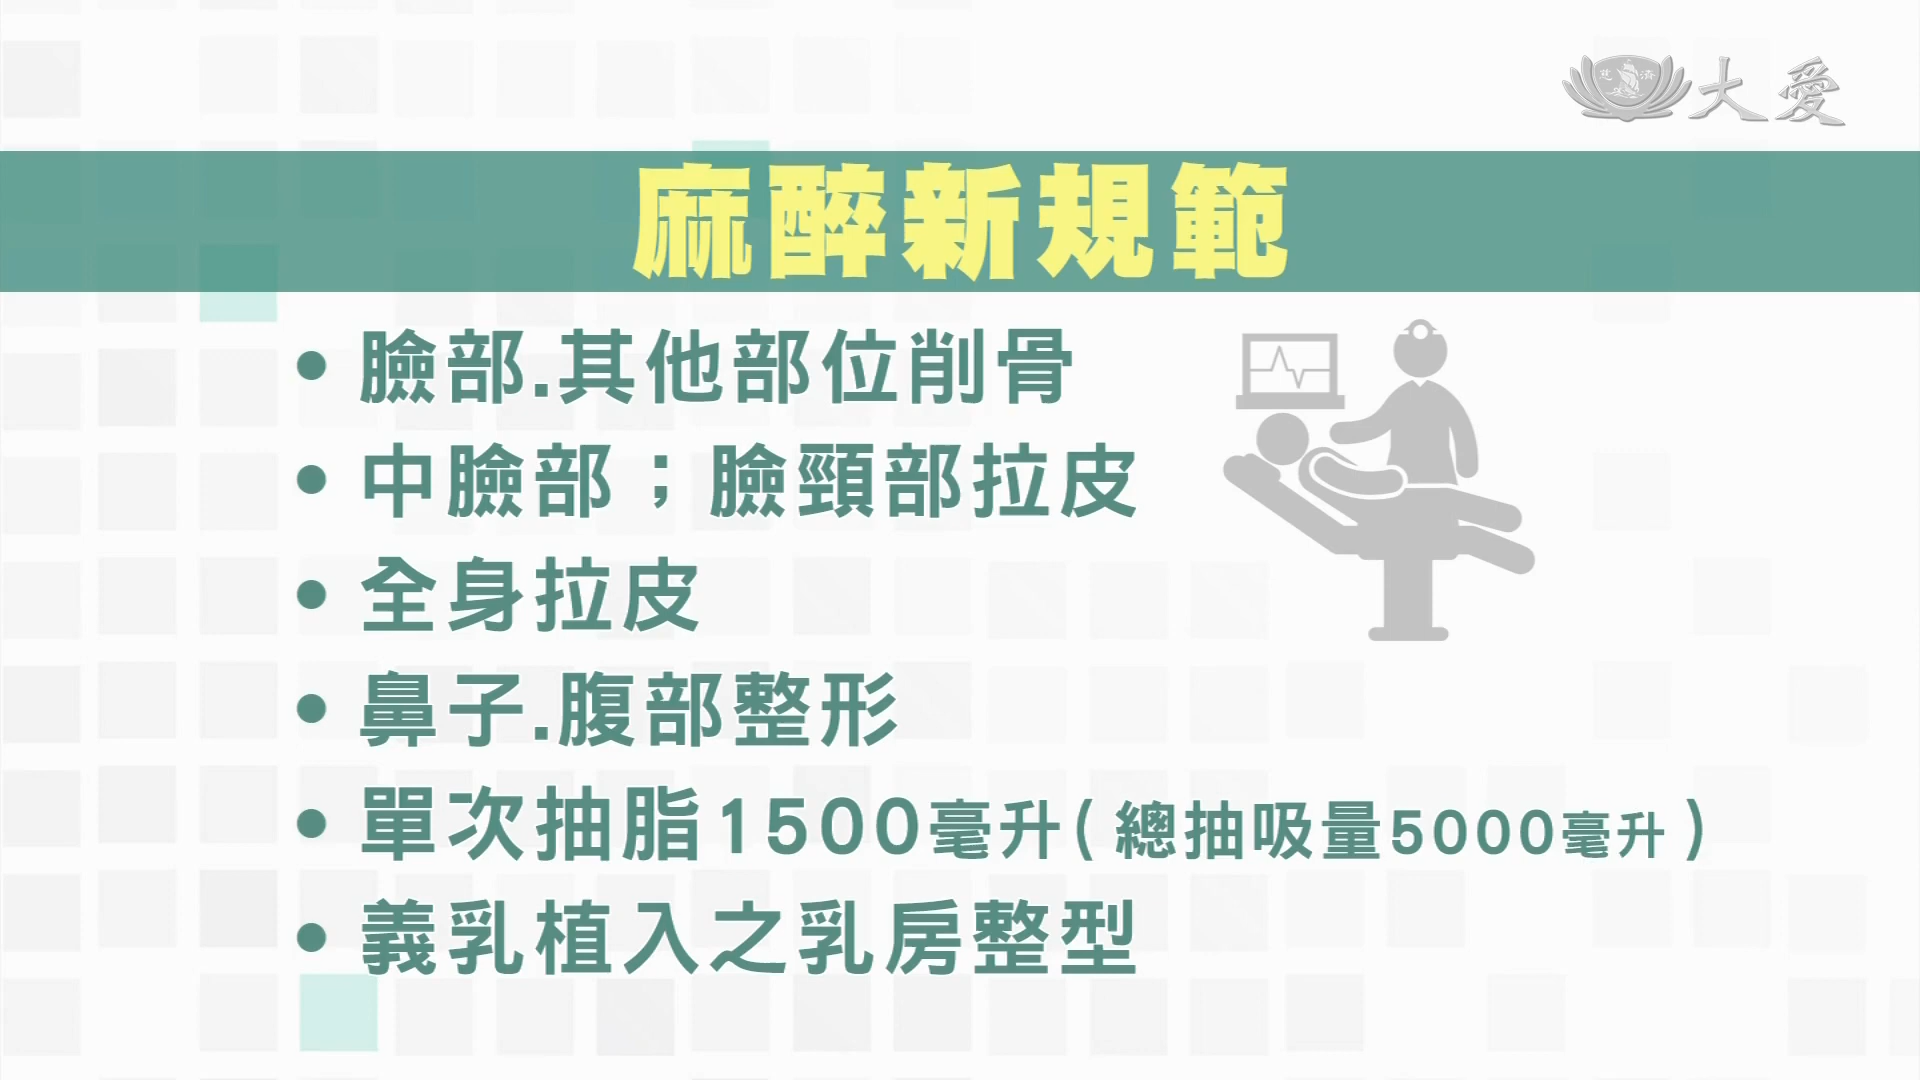 慈濟
大愛
麻醉新規範
• 臉部.其他部位削骨
• 中臉部；臉頸部拉皮
• 全身拉皮
• 鼻子.腹部整形
• 單次抽脂1500毫升(總抽吸量5000毫升)
• 義乳植入之乳房整型